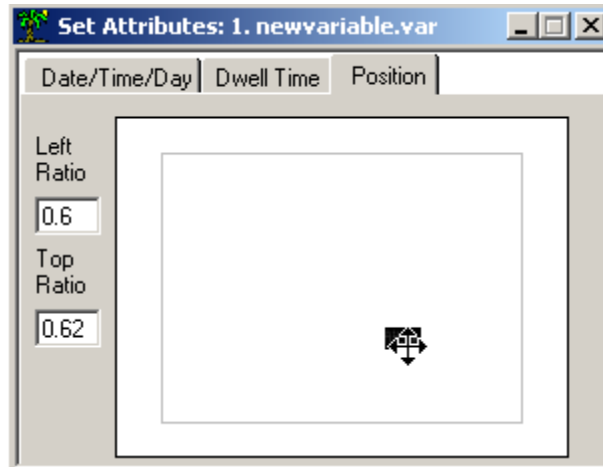 Set Attributes: 1. newvariable.var
Date/Time/Day Dwell Time Position
Left
Ratio
0.6
Top
Ratio
0.62